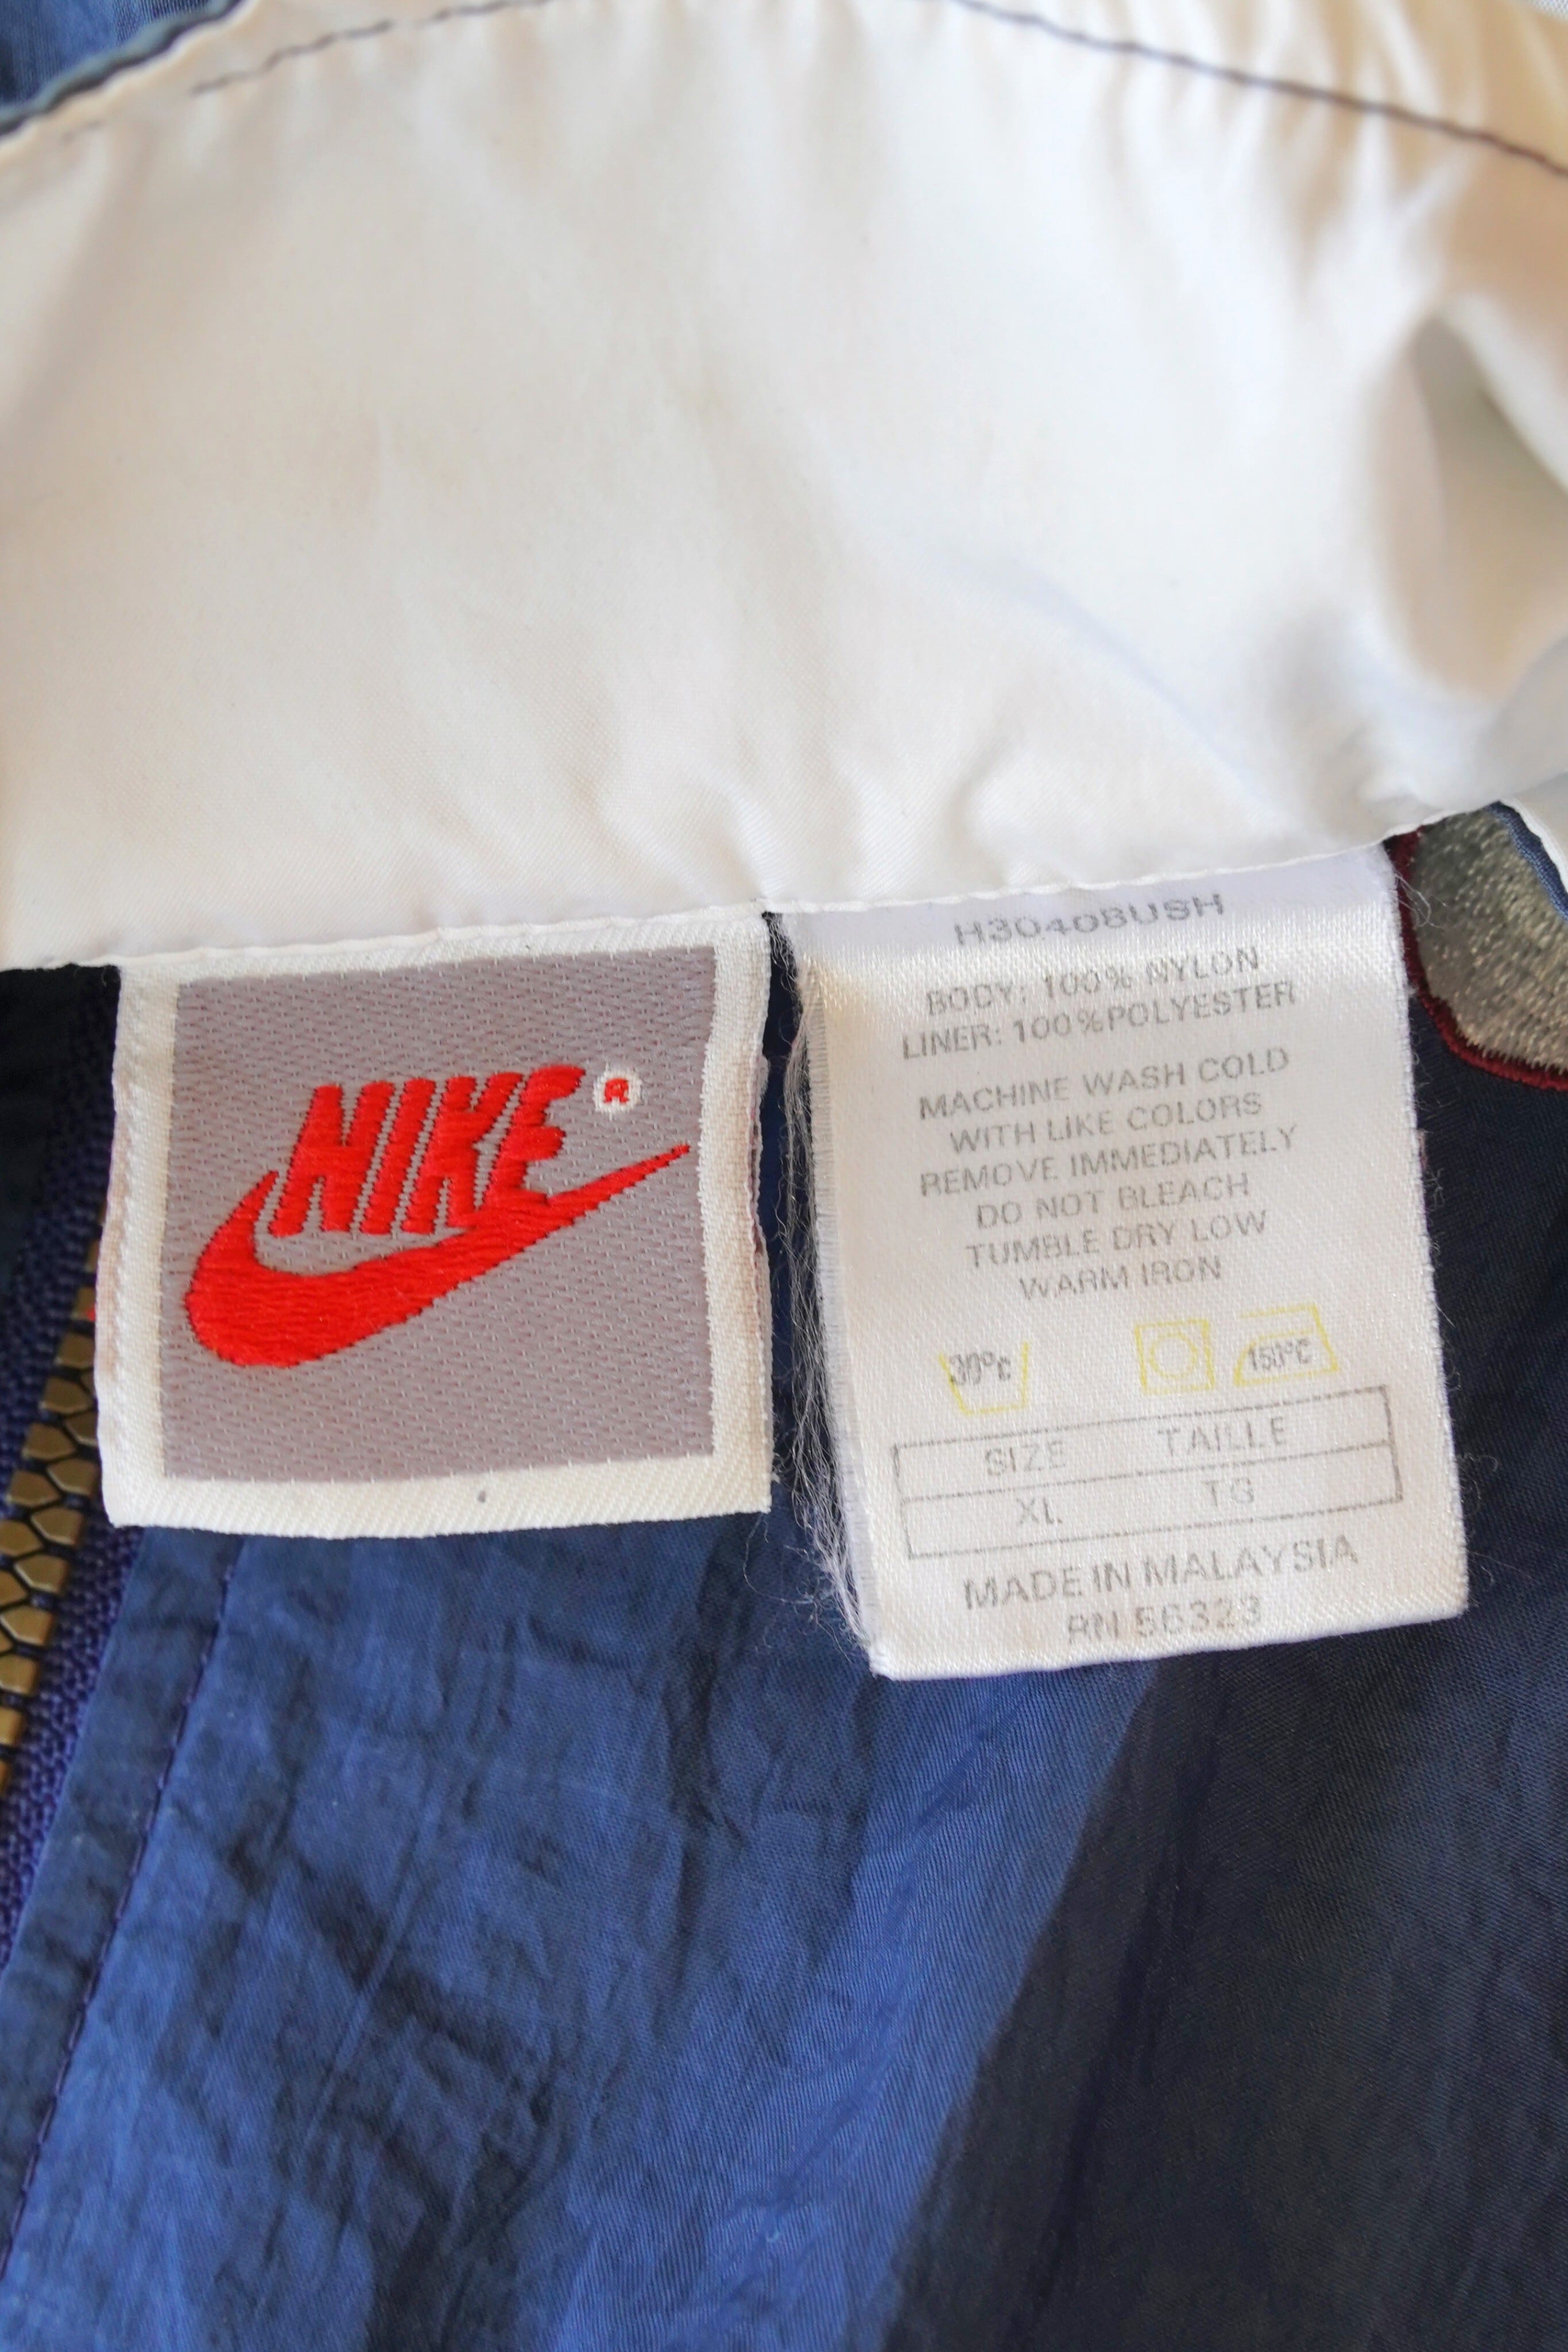 NIKE®
H30408USH
BODY: 100% NYLON
LINER: 100%POLYESTER
MACHINE WASH COLD
WITH LIKE COLORS
REMOVE IMMEDIATELY
DO NOT BLEACH
TUMBLE DRY LOW
WARM IRON
30°c 150°c
SIZE TAILLE
XL TG
MADE IN MALAYSIA
RN 56323